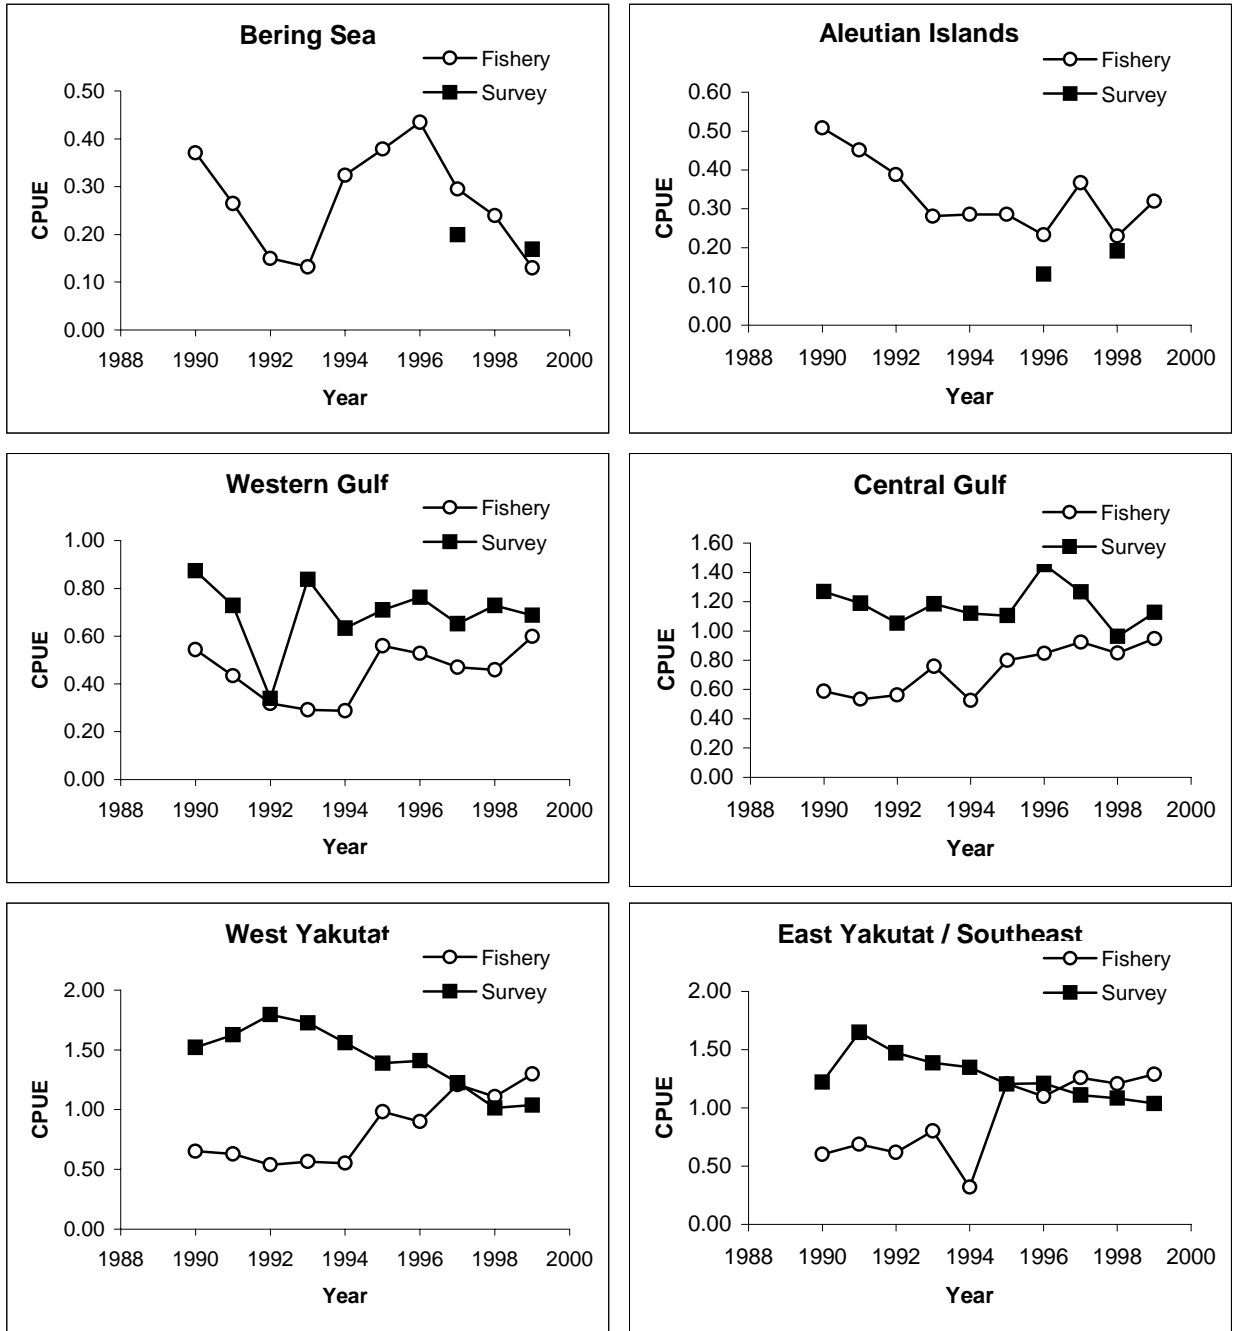 Bering Sea
Fishery
Survey
0.50
0.40
0.30
0.20
0.10
0.00
CPUE
1988 1990 1992 1994 1996 1998 2000
Year
Aleutian Islands
Fishery
Survey
0.60
0.50
0.40
0.30
0.20
0.10
0.00
CPUE
1988 1990 1992 1994 1996 1998 2000
Year
Western Gulf
Fishery
Survey
1.00
0.80
0.60
0.40
0.20
0.00
CPUE
1988 1990 1992 1994 1996 1998 2000
Year
Central Gulf
Fishery
Survey
1.60
1.40
1.20
1.00
0.80
0.60
0.40
0.20
0.00
CPUE
1988 1990 1992 1994 1996 1998 2000
Year
West Yakutat
Fishery
Survey
2.00
1.50
1.00
0.50
0.00
CPUE
1988 1990 1992 1994 1996 1998 2000
Year
East Yakutat / Southeast
Fishery
Survey
2.00
1.50
1.00
0.50
0.00
CPUE
1988 1990 1992 1994 1996 1998 2000
Year